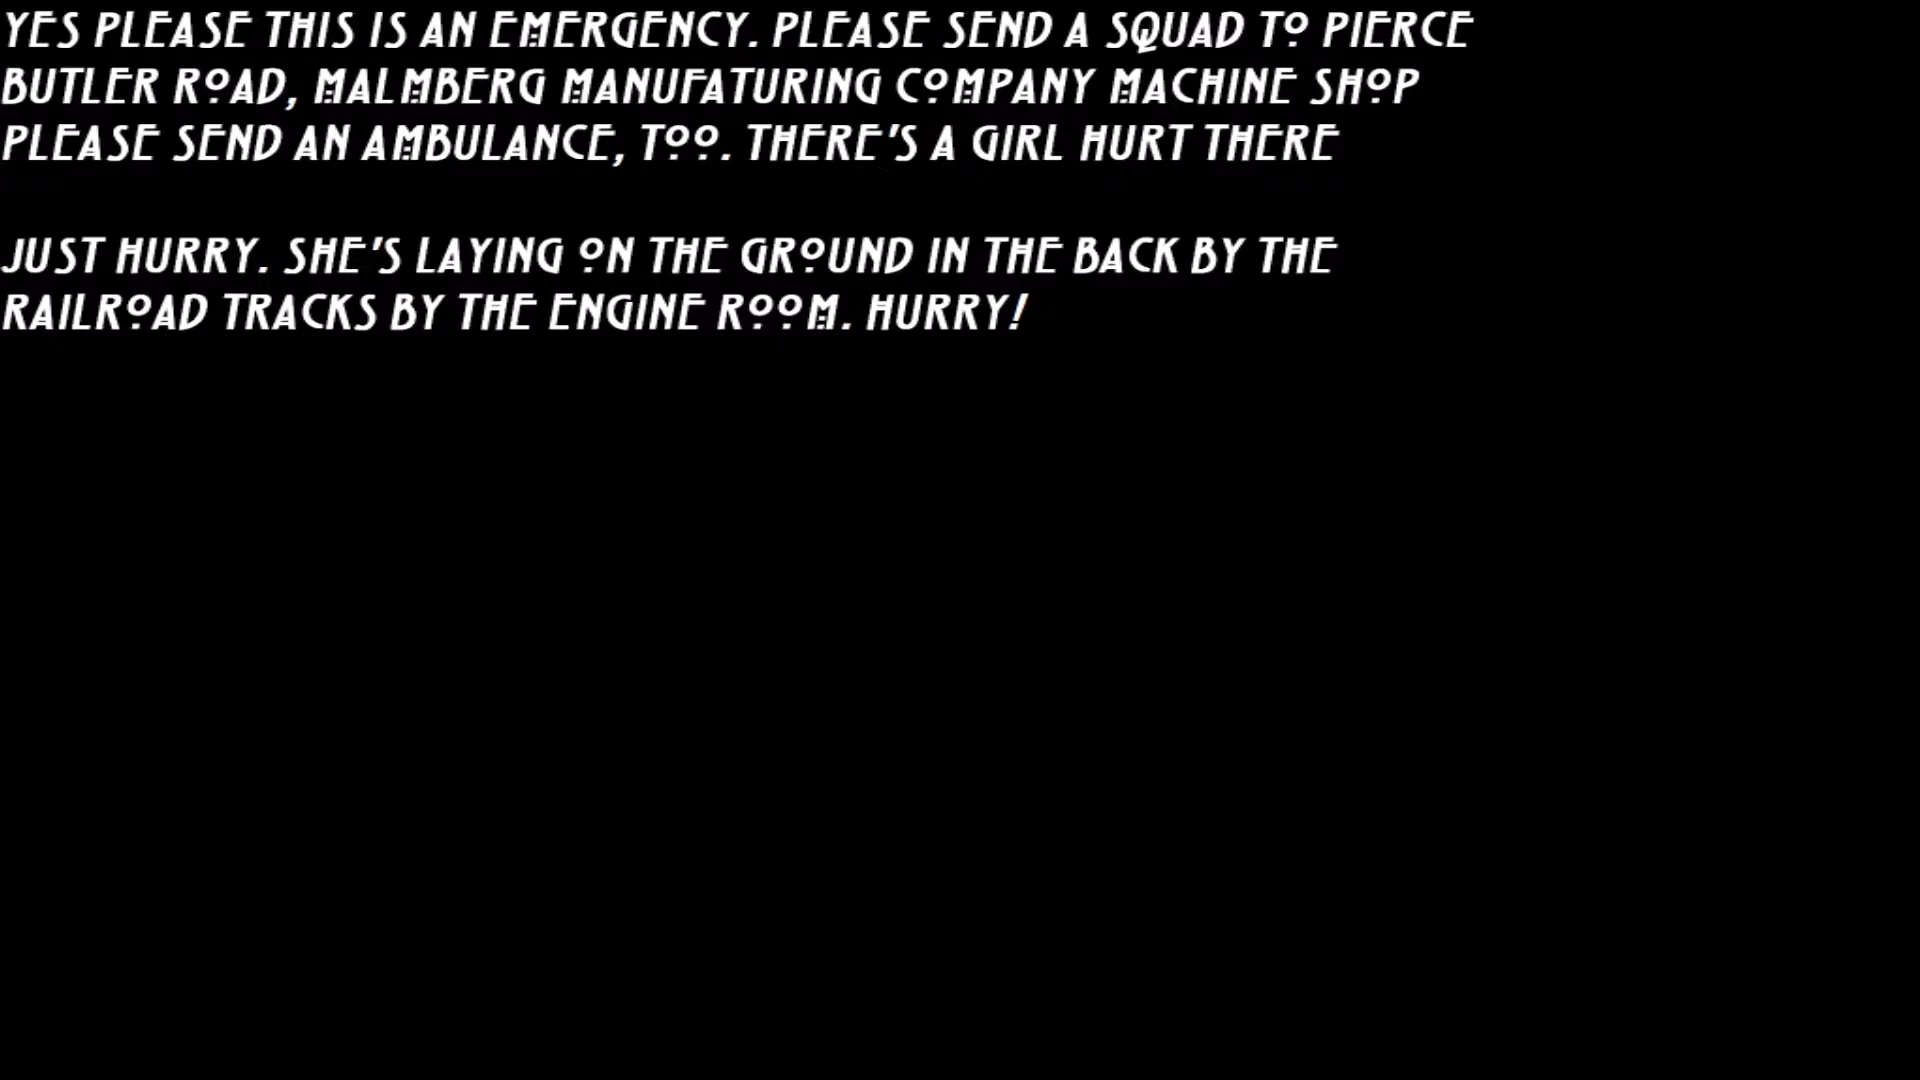 YES PLEASE THIS IS AN EMERGENCY. PLEASE SEND A SQUAD TO PIERCE
BUTLER ROAD, MALMBERG MANUFATURING COMPANY MACHINE SHOP
PLEASE SEND AN AMBULANCE, TOO. THERE'S A GIRL HURT THERE
JUST HURRY. SHE'S LAYING ON THE GROUND IN THE BACK BY THE
RAILROAD TRACKS BY THE ENGINE ROOM. HURRY!